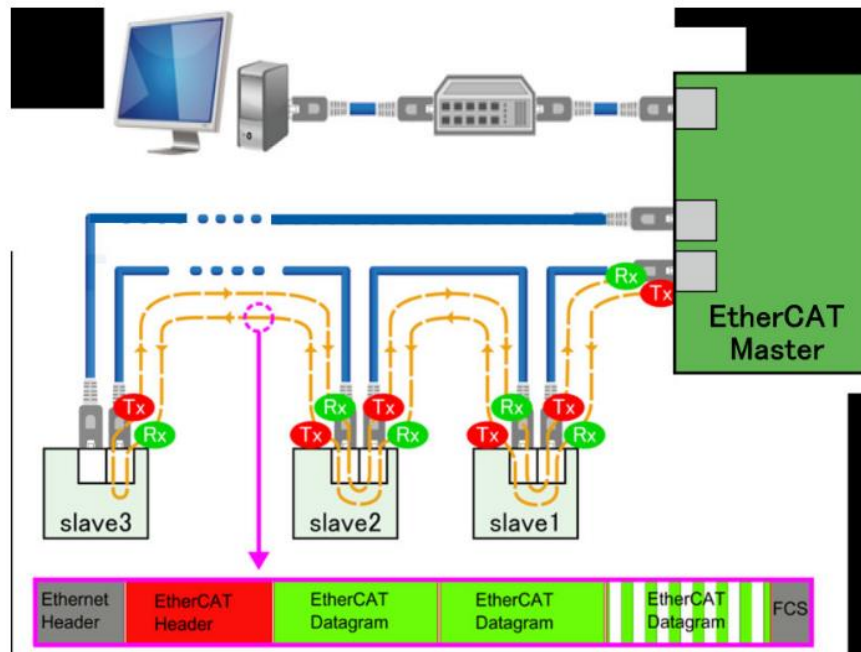 Rx
Tx
EtherCAT
Master
Tx
Rx
Rx
Tx
Tx
Rx
Rx
Tx
Tx
Rx
slave3
slave2
slave1
Ethernet
Header
EtherCAT
Header
EtherCAT
Datagram
EtherCAT
Datagram
EtherCAT
Datagram
FCS